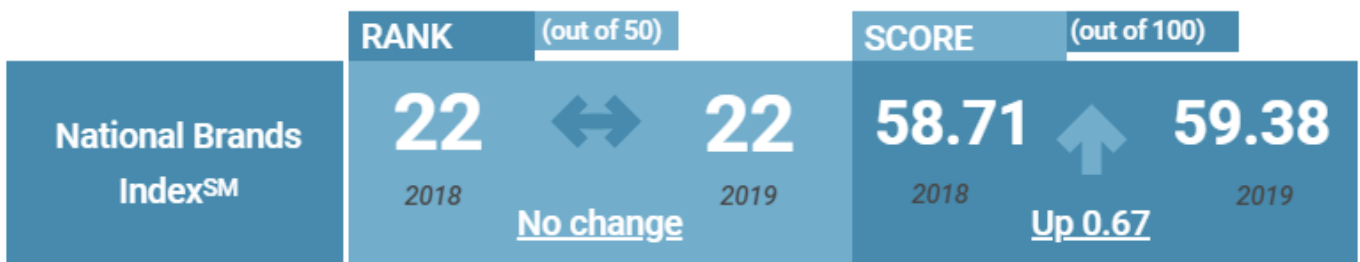 RANK (out of 50)
SCORE (out of 100)
National Brands
Index℠
22 22
2018 2019
No change
58.71 59.38
2018 2019
Up 0.67